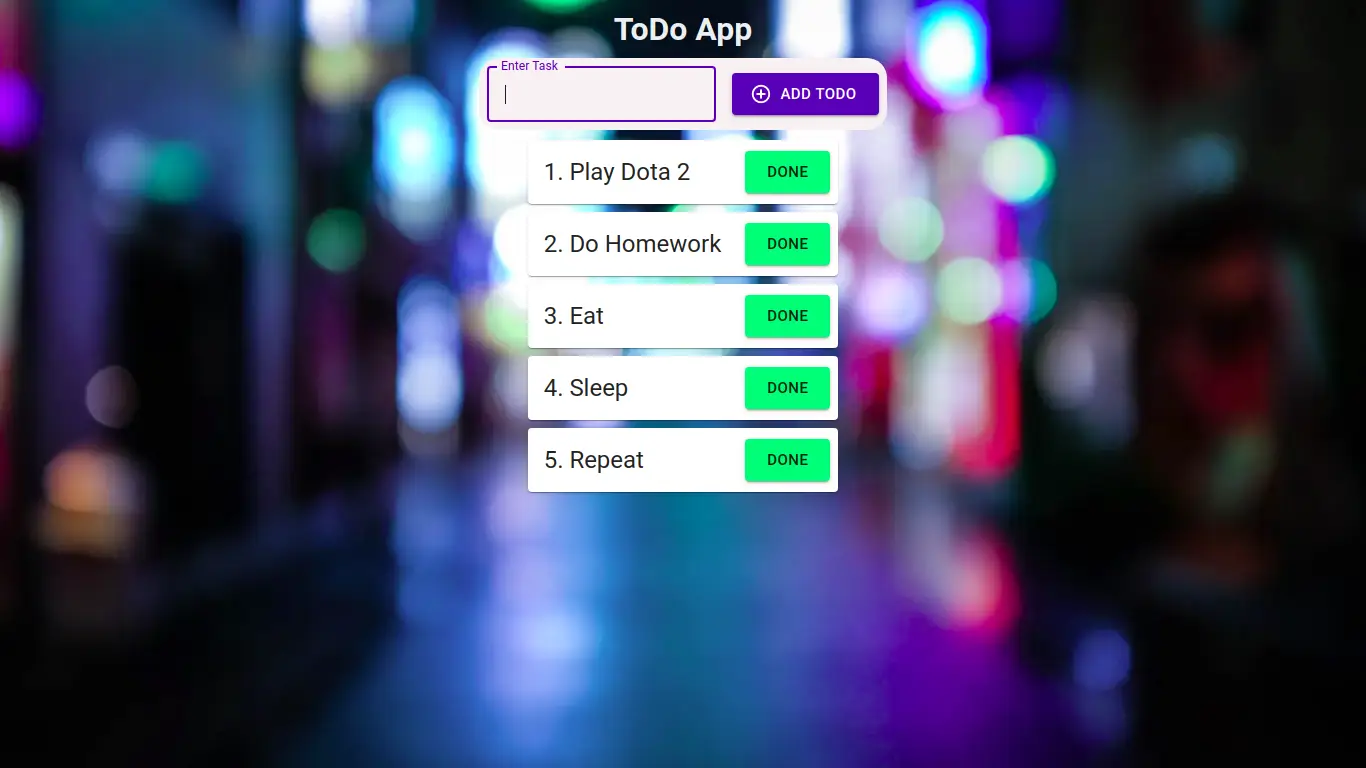 ToDo App
Enter Task
ADD TODO
1. Play Dota 2
DONE
2. Do Homework
DONE
3. Eat
DONE
4. Sleep
DONE
5. Repeat
DONE